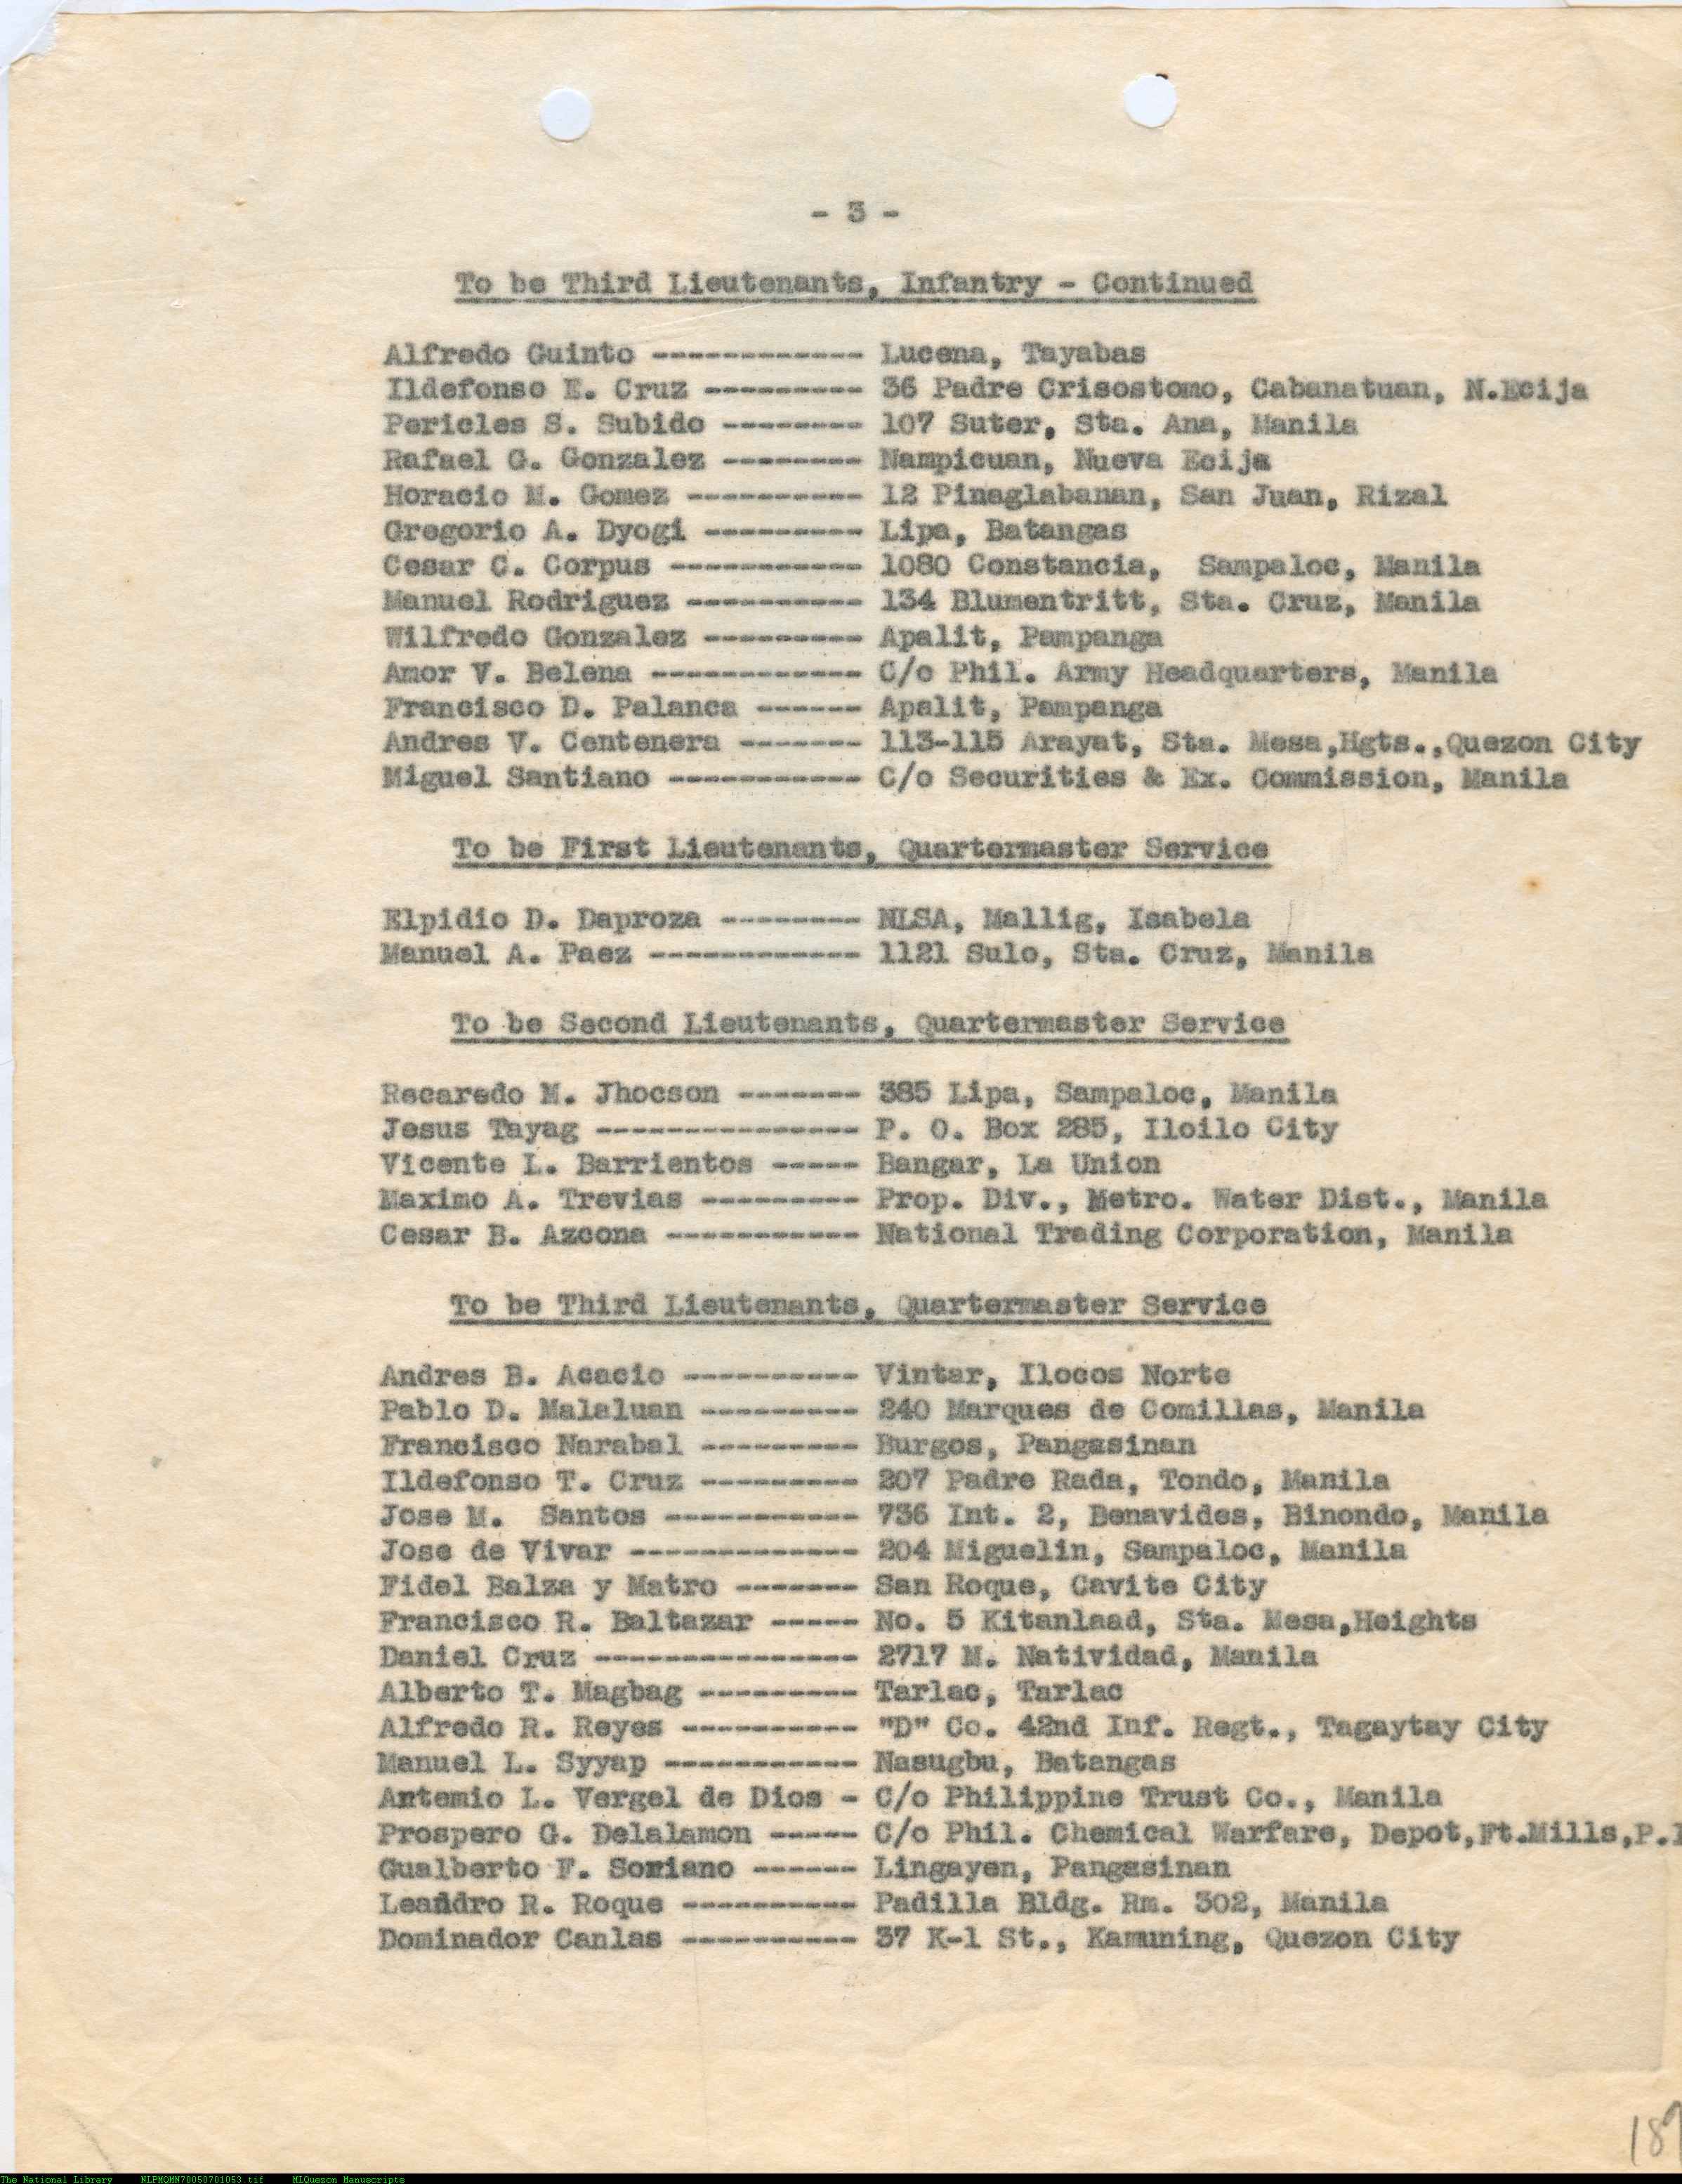 - 3 -
To be Third Lieutenants, Infantry - Continued
Alfredo Guinto ------------ Lucena, Tayabas
Ildefonso E. Cruz --------- 36 Padre Crisostomo, Cabanatuan, N.Ecija
Pericles S. Subido -------- 107 Suter, Sta. Ana, Manila
Rafael G. Gonzalez -------- Nampicuan, Nueva Ecija
Horacio M. Gomez ---------- 12 Pinaglabanan, San Juan, Rizal
Gregorio A. Dyogi --------- Lipa, Batangas
Cesar C. Corpus ----------- 1080 Constancia, Sampaloc, Manila
Manuel Rodriguez ---------- 134 Blumentritt, Sta. Cruz, Manila
Wilfredo Gonzalez --------- Apalit, Pampanga
Amor V. Belena ------------ C/o Phil. Army Headquarters, Manila
Francisco D. Palanca ------ Apalit, Pampanga
Andres V. Centenera ------- 113-115 Arayat, Sta. Mesa,Hgts.,Quezon City
Miguel Santiano ----------- C/o Securities & Ex. Commission, Manila
To be First Lieutenants, Quartermaster Service
Elpidio D. Daproza -------- NLSA, Mallig, Isabela
Manuel A. Paez ------------ 1121 Sulo, Sta. Cruz, Manila
To be Second Lieutenants, Quartermaster Service
Recaredo M. Jhocson ------- 385 Lipa, Sampaloc, Manila
Jesus Tayag --------------- P. O. Box 285, Iloilo City
Vicente L. Barrientos ----- Bangar, La Union
Maximo A. Trevias --------- Prop. Div., Metro. Water Dist., Manila
Cesar B. Azcona ----------- National Trading Corporation, Manila
To be Third Lieutenants, Quartermaster Service
Andres B. Acacio ---------- Vintar, Ilocos Norte
Pablo D. Malaluan --------- 240 Marques de Comillas, Manila
Francisco Narabal --------- Burgos, Pangasinan
Ildefonso T. Cruz --------- 207 Padre Rada, Tondo, Manila
Jose M. Santos ----------- 736 Int. 2, Benavides, Binondo, Manila
Jose de Vivar ------------- 204 Miguelin, Sampaloc, Manila
Fidel Balza y Matro ------- San Roque, Cavite City
Francisco R. Baltazar ----- No. 5 Kitanlaad, Sta. Mesa,Heights
Daniel Cruz --------------- 2717 M. Natividad, Manila
Alberto T. Magbag --------- Tarlac, Tarlac
Alfredo R. Reyes ---------- "D" Co. 42nd Inf. Regt., Tagaytay City
Manuel L. Syyap ----------- Nasugbu, Batangas
Antemio L. Vergel de Dios - C/o Philippine Trust Co., Manila
Prospero G. Delalamon ----- C/o Phil. Chemical Warfare, Depot,Ft.Mills,P.I
Gualberto F. Soriano ------ Lingayen, Pangasinan
Leandro R. Roque ---------- Padilla Bldg. Rm. 302, Manila
Dominador Canlas ---------- 37 K-1 St., Kamuning, Quezon City
The National Library NLPMQMN70050701053.tif MLQuezon Manuscripts